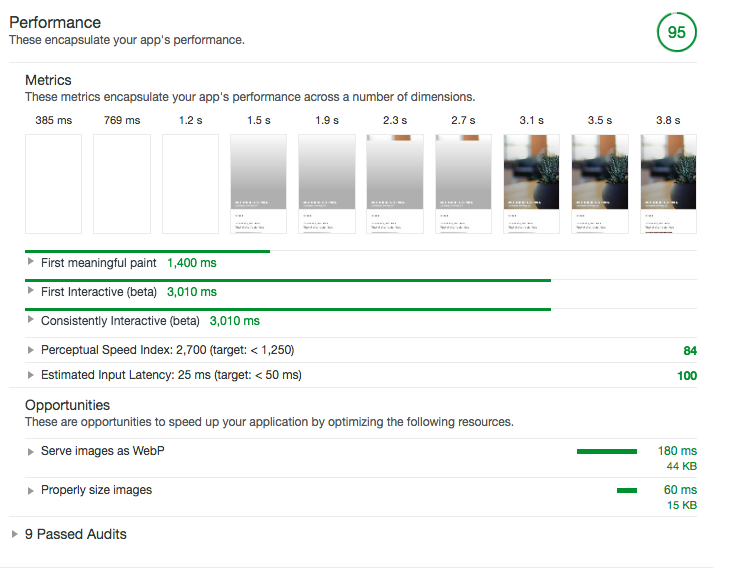 Performance
These encapsulate your app's performance.
95
Metrics
These metrics encapsulate your app's performance across a number of dimensions.
385 ms 769 ms 1.2 s 1.5 s 1.9 s 2.3 s 2.7 s 3.1 s 3.5 s 3.8 s
First meaningful paint 1,400 ms
First Interactive (beta) 3,010 ms
Consistently Interactive (beta) 3,010 ms
Perceptual Speed Index: 2,700 (target: < 1,250) 84
Estimated Input Latency: 25 ms (target: < 50 ms) 100
Opportunities
These are opportunities to speed up your application by optimizing the following resources.
Serve images as WebP 180 ms
44 KB
Properly size images 60 ms
15 KB
9 Passed Audits